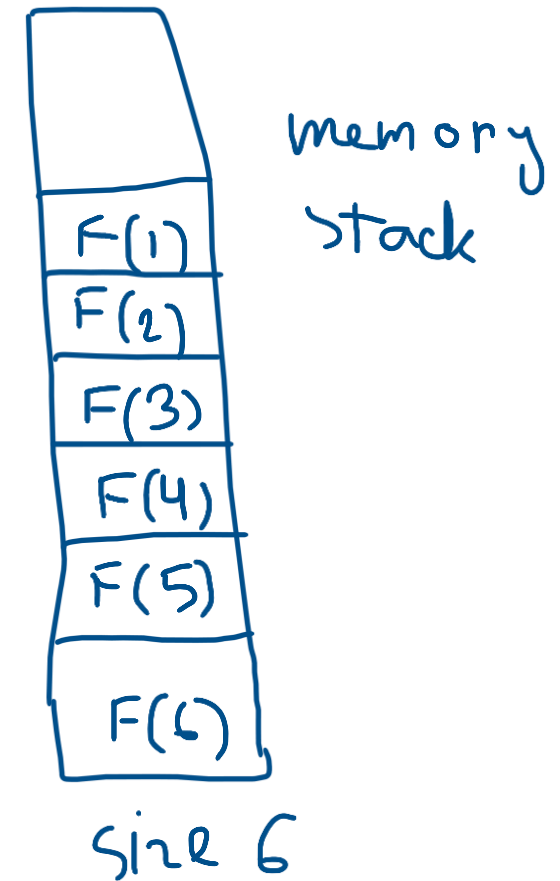 memory
stack
F(1)
F(2)
F(3)
F(4)
F(5)
F(6)
size 6